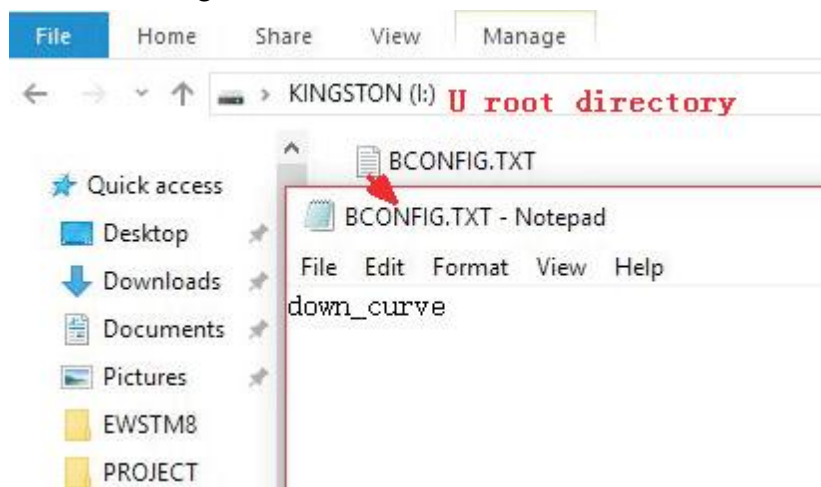 File Home Share View Manage
KINGSTON (I:) U root directory
BCONFIG.TXT
Quick access
BCONFIG.TXT - Notepad
Desktop
File Edit Format View Help
Downloads
down_curve
Documents
Pictures
EWSTM8
PROJECT